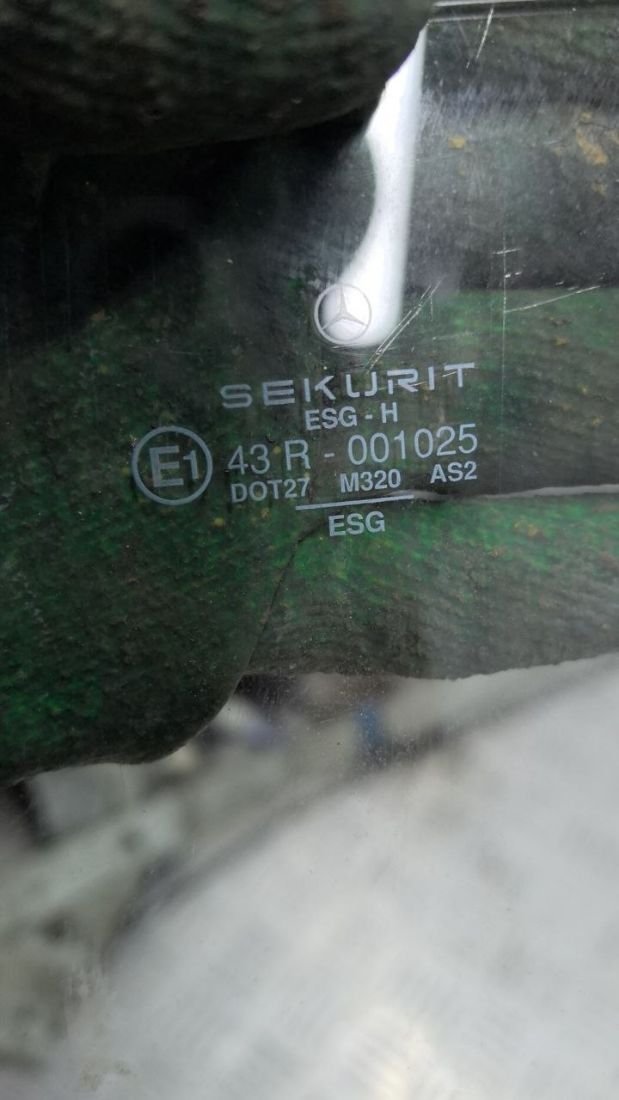 SEKURIT
ESG-H
E1 43 R - 001025
DOT27 M320 AS2
ESG